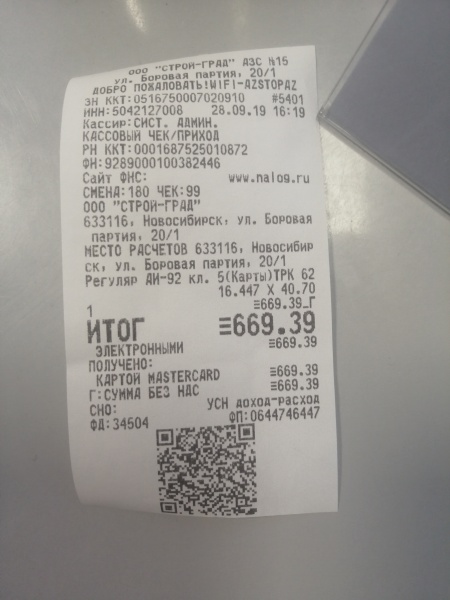 ООО "СТРОЙ-ГРАД" АЗС №15
ул. Боровая партия, 20/1
ДОБРО ПОЖАЛОВАТЬ!WIFI-AZSTOPAZ
ЗН ККТ:0516750007020910 #5401
ИНН:5042127008 28.09.19 16:19
Кассир:СИСТ. АДМИН.
КАССОВЫЙ ЧЕК/ПРИХОД
РН ККТ:0001687525010872
ФН:9289000100382446
Сайт ФНС: www.nalog.ru
СМЕНА:180 ЧЕК:99
ООО "СТРОЙ-ГРАД"
633116, Новосибирск, ул. Боровая
партия, 20/1
МЕСТО РАСЧЕТОВ 633116, Новосибир
ск, ул. Боровая партия, 20/1
Регуляр АИ-92 кл. 5(Карты)ТРК 62
16.447 X 40.70
1 ≡669.39_Г
ИТОГ ≡669.39
ЭЛЕКТРОННЫМИ ≡669.39
ПОЛУЧЕНО:
КАРТОЙ MASTERCARD ≡669.39
Г:СУММА БЕЗ НДС ≡669.39
СНО: УСН доход-расход
ФД:34504 ФП:0644746447